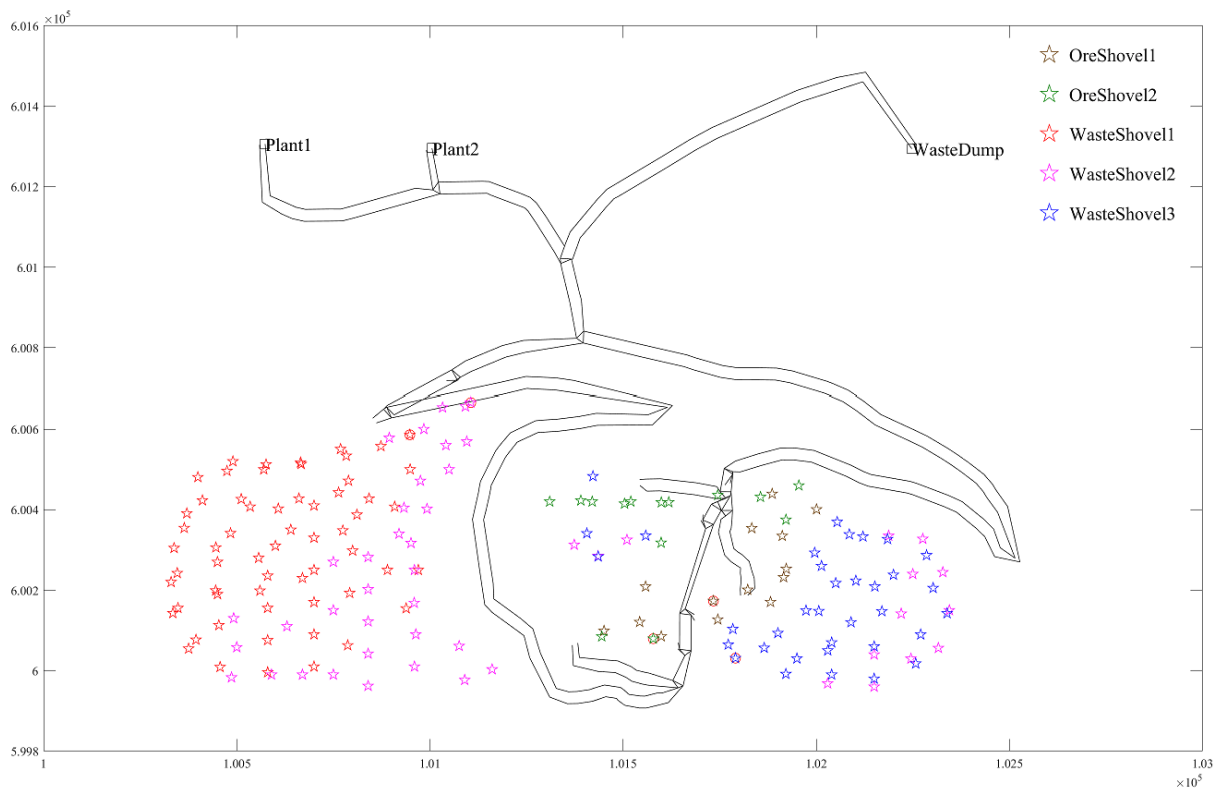 ×10⁵
6.016
6.014
6.012
6.01
6.008
6.006
6.004
6.002
6
5.998
1
1.005
1.01
1.015
1.02
1.025
1.03
×10⁵
Plant1
Plant2
WasteDump
OreShovel1
OreShovel2
WasteShovel1
WasteShovel2
WasteShovel3